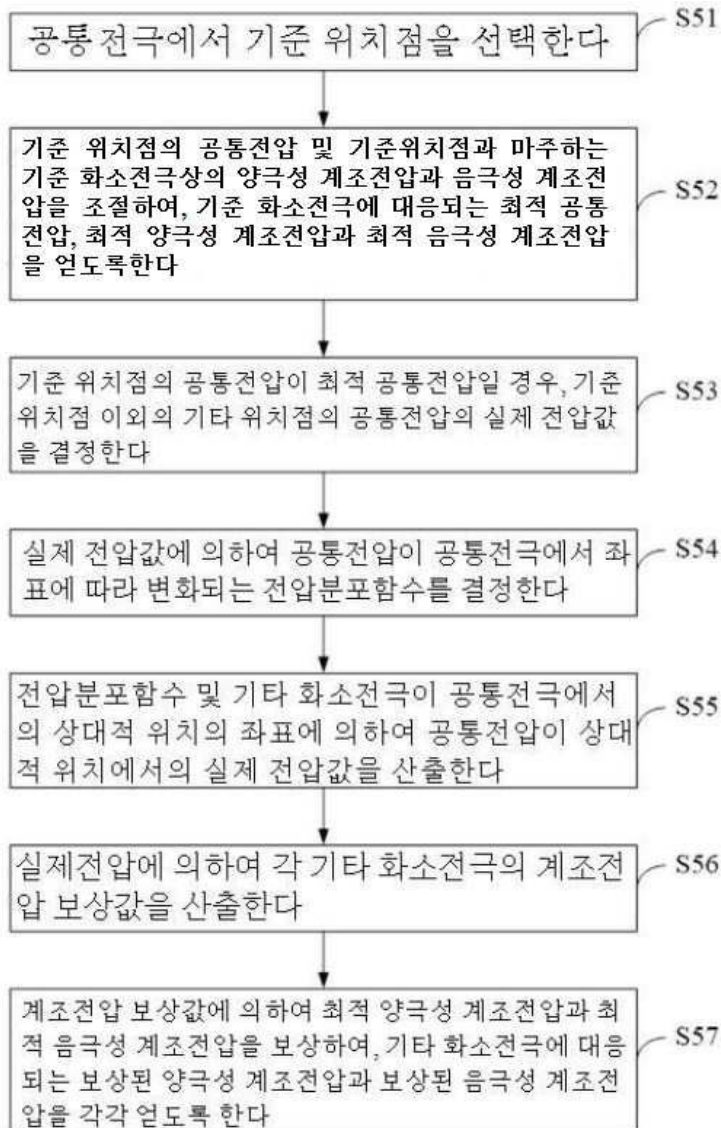 공통전극에서 기준 위치점을 선택한다
S51
기준 위치점의 공통전압 및 기준위치점과 마주하는
기준 화소전극상의 양극성 계조전압과 음극성 계조전
압을 조절하여, 기준 화소전극에 대응되는 최적 공통
전압, 최적 양극성 계조전압과 최적 음극성 계조전압
을 얻도록한다
S52
기준 위치점의 공통전압이 최적 공통전압일 경우, 기준
위치점 이외의 기타 위치점의 공통전압의 실제 전압값
을 결정한다
S53
실제 전압값에 의하여 공통전압이 공통전극에서 좌
표에 따라 변화되는 전압분포함수를 결정한다
S54
전압분포함수 및 기타 화소전극이 공통전극에서
의 상대적 위치의 좌표에 의하여 공통전압이 상대
적 위치에서의 실제 전압값을 산출한다
S55
실제전압에 의하여 각 기타 화소전극의 계조전
압 보상값을 산출한다
S56
계조전압 보상값에 의하여 최적 양극성 계조전압과 최
적 음극성 계조전압을 보상하여, 기타 화소전극에 대응
되는 보상된 양극성 계조전압과 보상된 음극성 계조전
압을 각각 얻도록 한다
S57